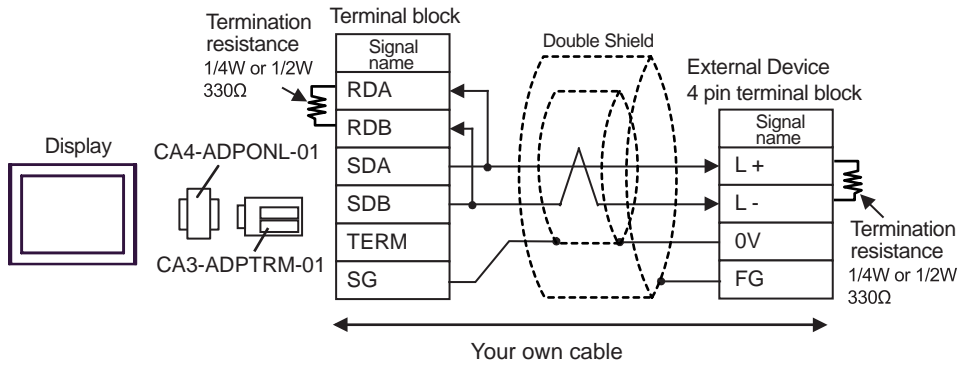 Termination
resistance
1/4W or 1/2W
330Ω
Terminal block
Signal
name
RDA
RDB
SDA
SDB
TERM
SG
Double Shield
External Device
4 pin terminal block
Signal
name
L +
L -
0V
FG
Display
CA4-ADPONL-01
CA3-ADPTRM-01
Termination
resistance
1/4W or 1/2W
330Ω
Your own cable